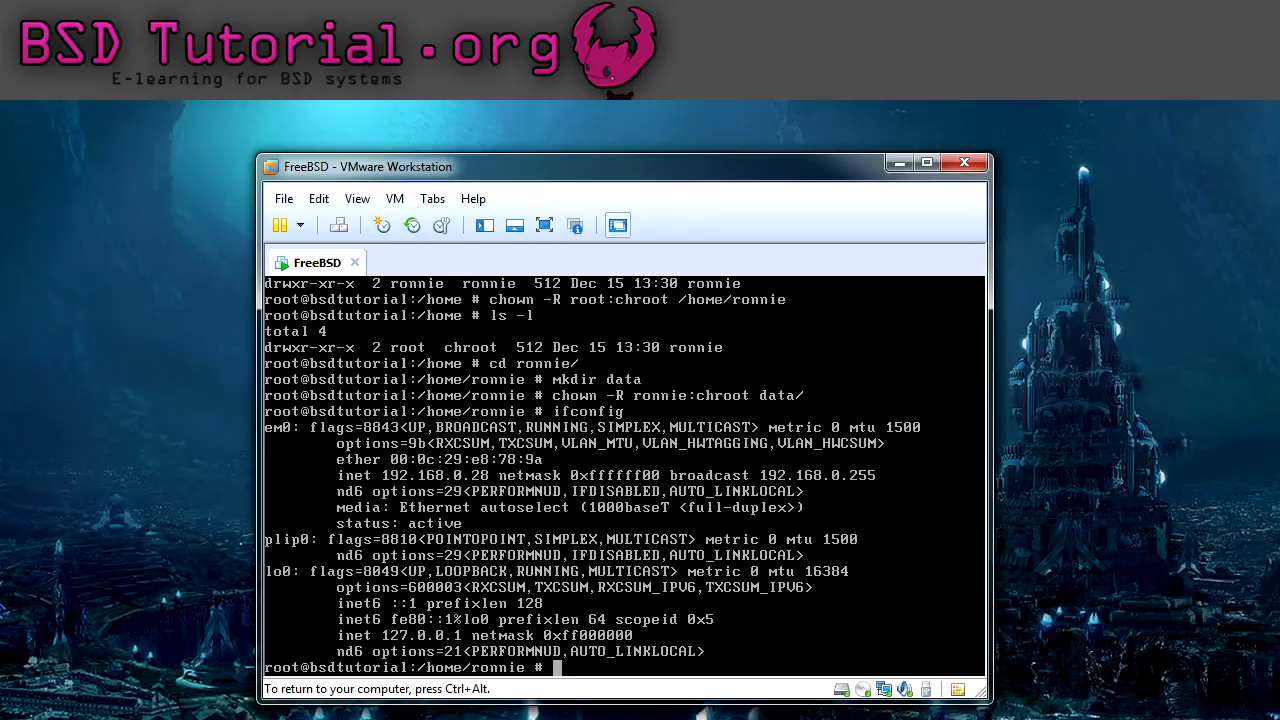 BSD Tutorial.org
E-learning for BSD systems
FreeBSD - VMware Workstation
File Edit View VM Tabs Help
FreeBSD
drwxr-xr-x  2 ronnie  ronnie  512 Dec 15 13:30 ronnie
root@bsdtutorial:/home # chown -R root:chroot /home/ronnie
root@bsdtutorial:/home # ls -l
total 4
drwxr-xr-x  2 root  chroot  512 Dec 15 13:30 ronnie
root@bsdtutorial:/home # cd ronnie/
root@bsdtutorial:/home/ronnie # mkdir data
root@bsdtutorial:/home/ronnie # chown -R ronnie:chroot data/
root@bsdtutorial:/home/ronnie # ifconfig
em0: flags=8843<UP,BROADCAST,RUNNING,SIMPLEX,MULTICAST> metric 0 mtu 1500
        options=9b<RXCSUM,TXCSUM,VLAN_MTU,VLAN_HWTAGGING,VLAN_HWCSUM>
        ether 00:0c:29:e8:78:9a
        inet 192.168.0.28 netmask 0xffffff00 broadcast 192.168.0.255
        nd6 options=29<PERFORMNUD,IFDISABLED,AUTO_LINKLOCAL>
        media: Ethernet autoselect (1000baseT <full-duplex>)
        status: active
plip0: flags=8810<POINTOPOINT,SIMPLEX,MULTICAST> metric 0 mtu 1500
        nd6 options=29<PERFORMNUD,IFDISABLED,AUTO_LINKLOCAL>
lo0: flags=8049<UP,LOOPBACK,RUNNING,MULTICAST> metric 0 mtu 16384
        options=600003<RXCSUM,TXCSUM,RXCSUM_IPV6,TXCSUM_IPV6>
        inet6 ::1 prefixlen 128
        inet6 fe80::1%lo0 prefixlen 64 scopeid 0x5
        inet 127.0.0.1 netmask 0xff000000
        nd6 options=21<PERFORMNUD,AUTO_LINKLOCAL>
root@bsdtutorial:/home/ronnie #
To return to your computer, press Ctrl+Alt.